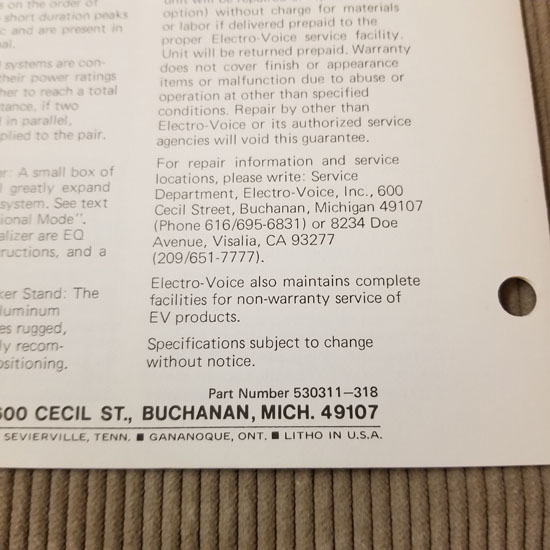 s on the order of
short duration peaks
c and are present in
al.
l systems are con-
their power ratings
her to reach a total
tance, if two
l in parallel,
plied to the pair.
er: A small box of
l greatly expand
system. See text
ional Mode".
alizer are EQ
tructions, and a
ker Stand: The
luminum
es rugged,
ly recom-
ositioning.
option) without charge for materials
or labor if delivered prepaid to the
proper Electro-Voice service facility.
Unit will be returned prepaid. Warranty
does not cover finish or appearance
items or malfunction due to abuse or
operation at other than specified
conditions. Repair by other than
Electro-Voice or its authorized service
agencies will void this guarantee.
For repair information and service
locations, please write: Service
Department, Electro-Voice, Inc., 600
Cecil Street, Buchanan, Michigan 49107
(Phone 616/695-6831) or 8234 Doe
Avenue, Visalia, CA 93277
(209/651-7777).
Electro-Voice also maintains complete
facilities for non-warranty service of
EV products.
Specifications subject to change
without notice.
Part Number 530311—318
600 CECIL ST., BUCHANAN, MICH. 49107
SEVIERVILLE, TENN. ■ GANANOQUE, ONT. ■ LITHO IN U.S.A.